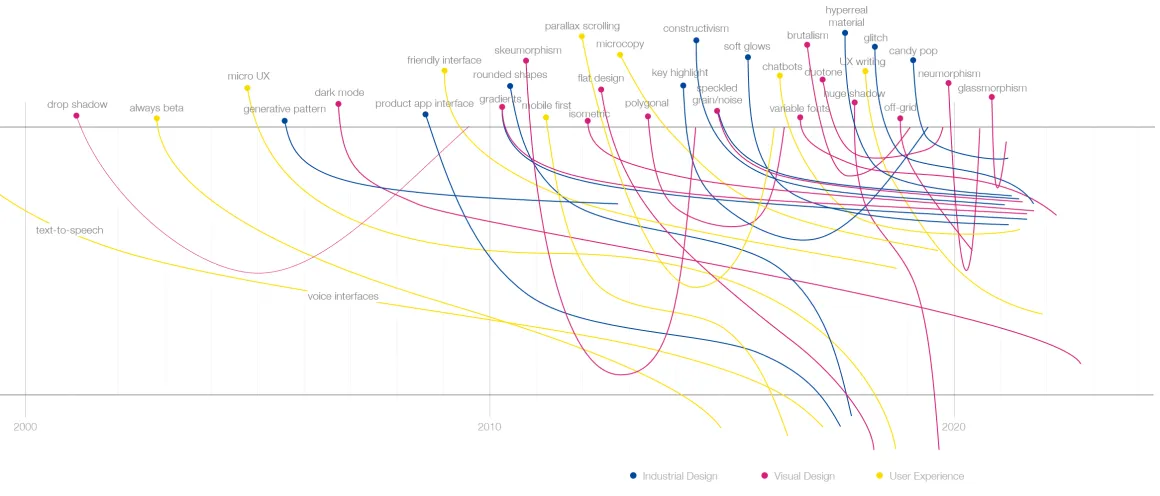 hyperreal
material
parallax scrolling
constructivism
brutalism
glitch
microcopy
skeumorphism
soft glows
candy pop
friendly interface
UX writing
chatbots
duotone
micro UX
rounded shapes
flat design
key highlight
neumorphism
speckled
grain/noise
glassmorphism
dark mode
huge shadow
drop shadow
always beta
generative pattern
product app interface
gradients
mobile first
isometric
polygonal
variable fonts
off-grid
text-to-speech
voice interfaces
2000
2010
2020
Industrial Design
Visual Design
User Experience